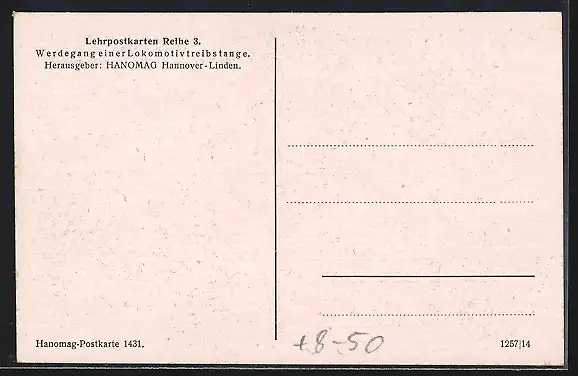 Lehrpostkarten Reihe 3.
Werdegang einer Lokomotivtreibstange.
Herausgeber: HANOMAG Hannover-Linden.
Hanomag-Postkarte 1431.
+8-50
1257|14